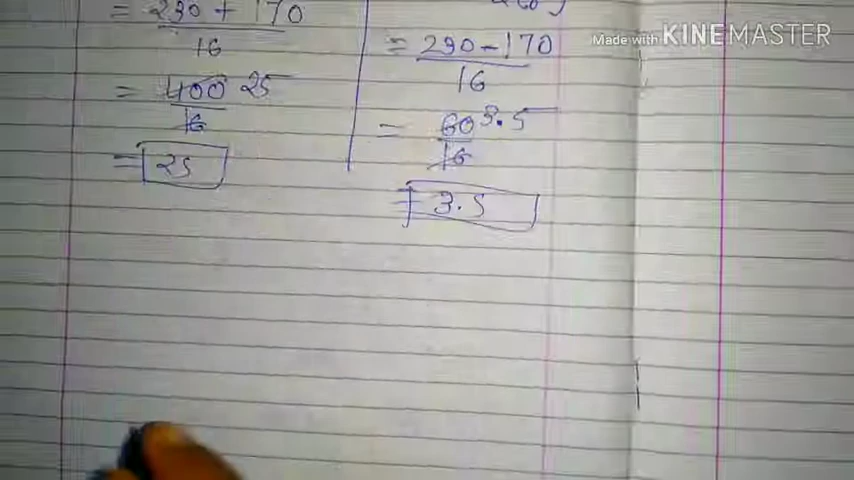 = 230 + 170
16
= 400 25
16
= 25
= 230 - 170
16
= 60 3.5
16
= 3.5
Made with KINEMASTER